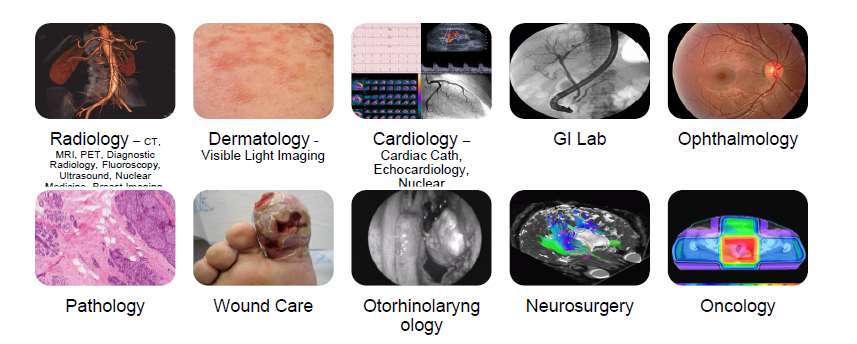 Radiology – CT,
MRI, PET, Diagnostic
Radiology, Fluoroscopy,
Ultrasound, Nuclear
Medicine, Breast Imaging
Dermatology -
Visible Light Imaging
Cardiology –
Cardiac Cath,
Echocardiology,
Nuclear
GI Lab
Ophthalmology
Pathology
Wound Care
Otorhinolaryng
ology
Neurosurgery
Oncology